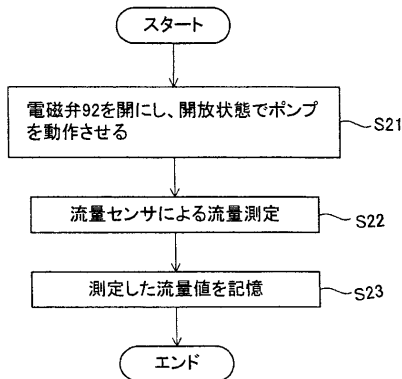 スタート
電磁弁92を開にし、開放状態でポンプ
を動作させる
S21
流量センサによる流量測定
S22
測定した流量値を記憶
S23
エンド